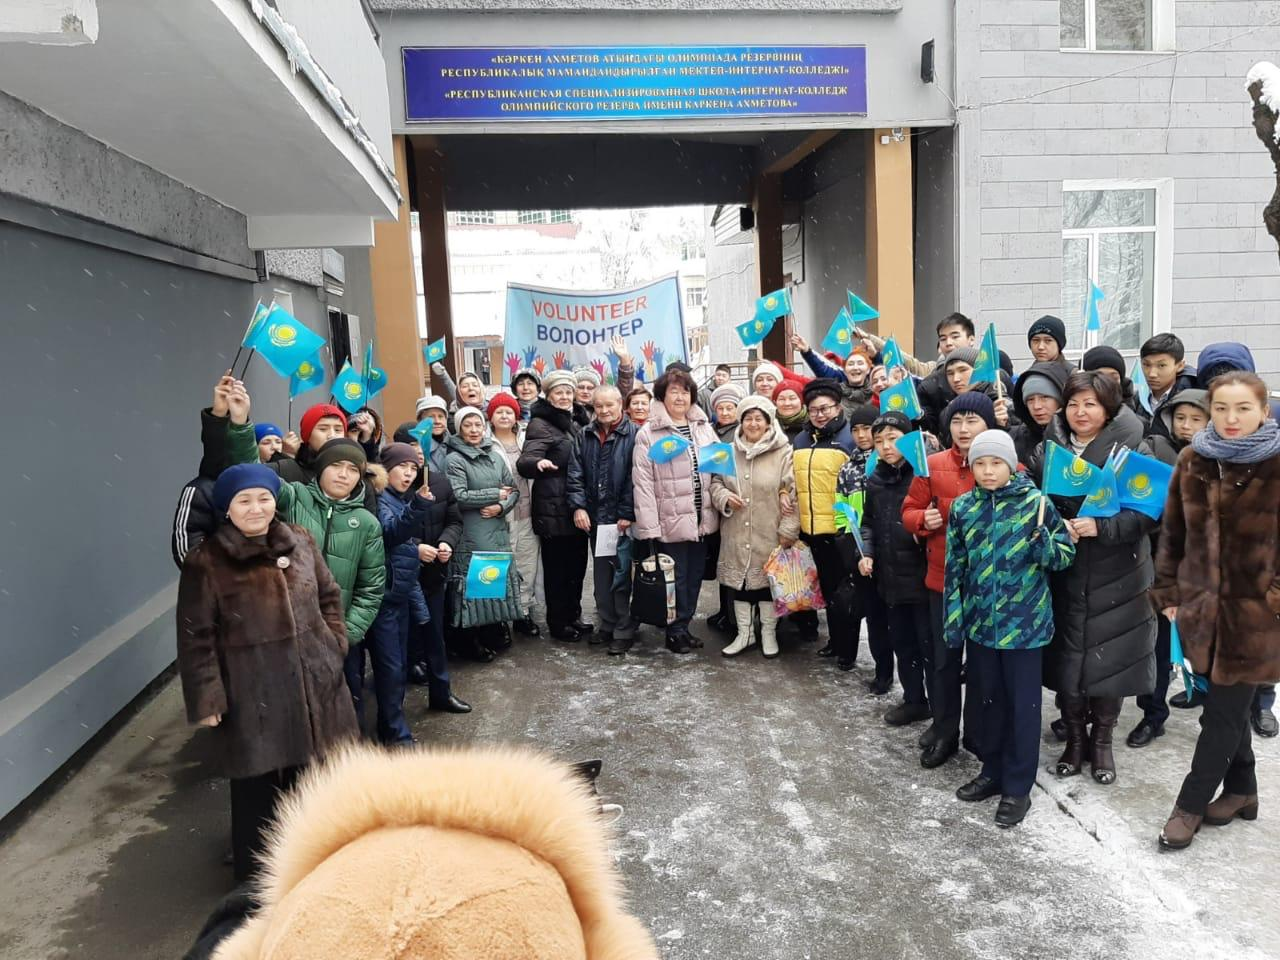 «КӘРКЕН АХМЕТОВ АТЫНДАҒЫ ОЛИМПИАДА РЕЗЕРВІНІҢ
РЕСПУБЛИКАЛЫҚ МАМАНДАНДЫРЫЛҒАН МЕКТЕП-ИНТЕРНАТ-КОЛЛЕДЖІ»
«РЕСПУБЛИКАНСКАЯ СПЕЦИАЛИЗИРОВАННАЯ ШКОЛА-ИНТЕРНАТ-КОЛЛЕДЖ
ОЛИМПИЙСКОГО РЕЗЕРВА ИМЕНИ КАРКЕНА АХМЕТОВА»
VOLUNTEER
ВОЛОНТЕР